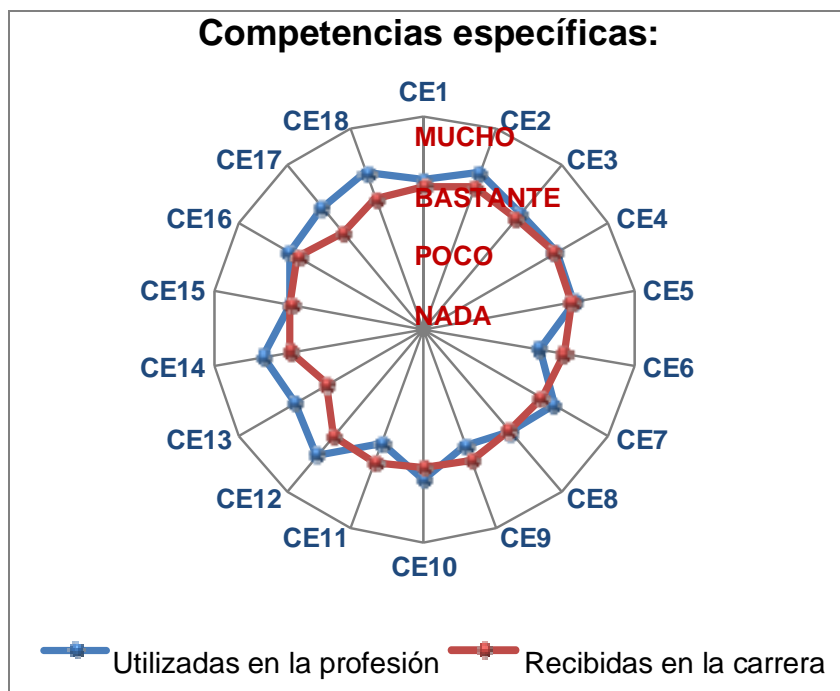 Competencias específicas:
CE1
CE2
CE3
CE4
CE5
CE6
CE7
CE8
CE9
CE10
CE11
CE12
CE13
CE14
CE15
CE16
CE17
CE18
MUCHO
BASTANTE
POCO
NADA
Utilizadas en la profesión
Recibidas en la carrera